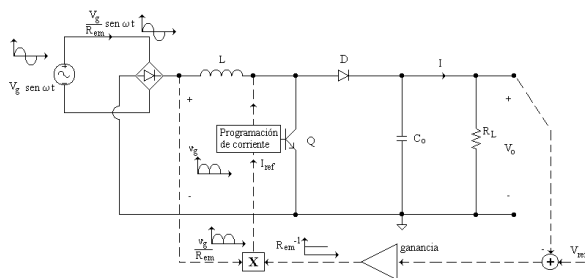 V_g/R_em sen ωt
V_g sen ωt
L
D
I
+
Programación
de corriente
Q
C_o
R_L
+
V_o
v_g
I_ref
-
-
v_g/R_em
X
R_em^-1
ganancia
-
+
V_ref